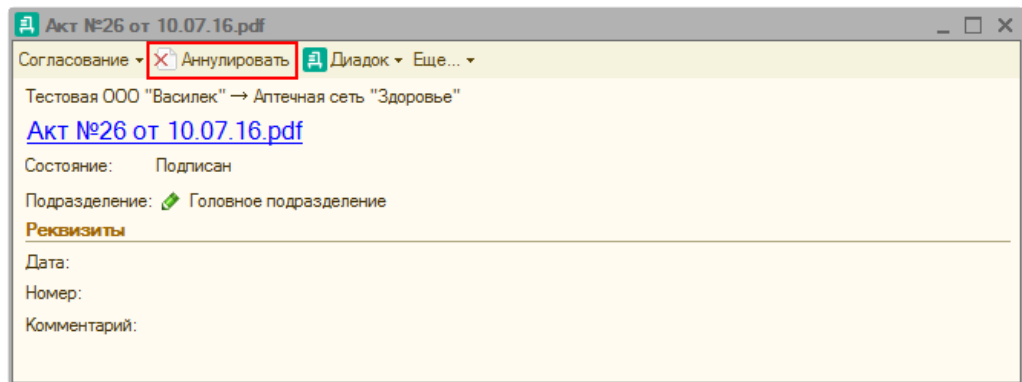 Акт №26 от 10.07.16.pdf
Согласование Аннулировать Диадок Еще...
Тестовая ООО "Василек" → Аптечная сеть "Здоровье"
Акт №26 от 10.07.16.pdf
Состояние: Подписан
Подразделение: Головное подразделение
Реквизиты
Дата:
Номер:
Комментарий: